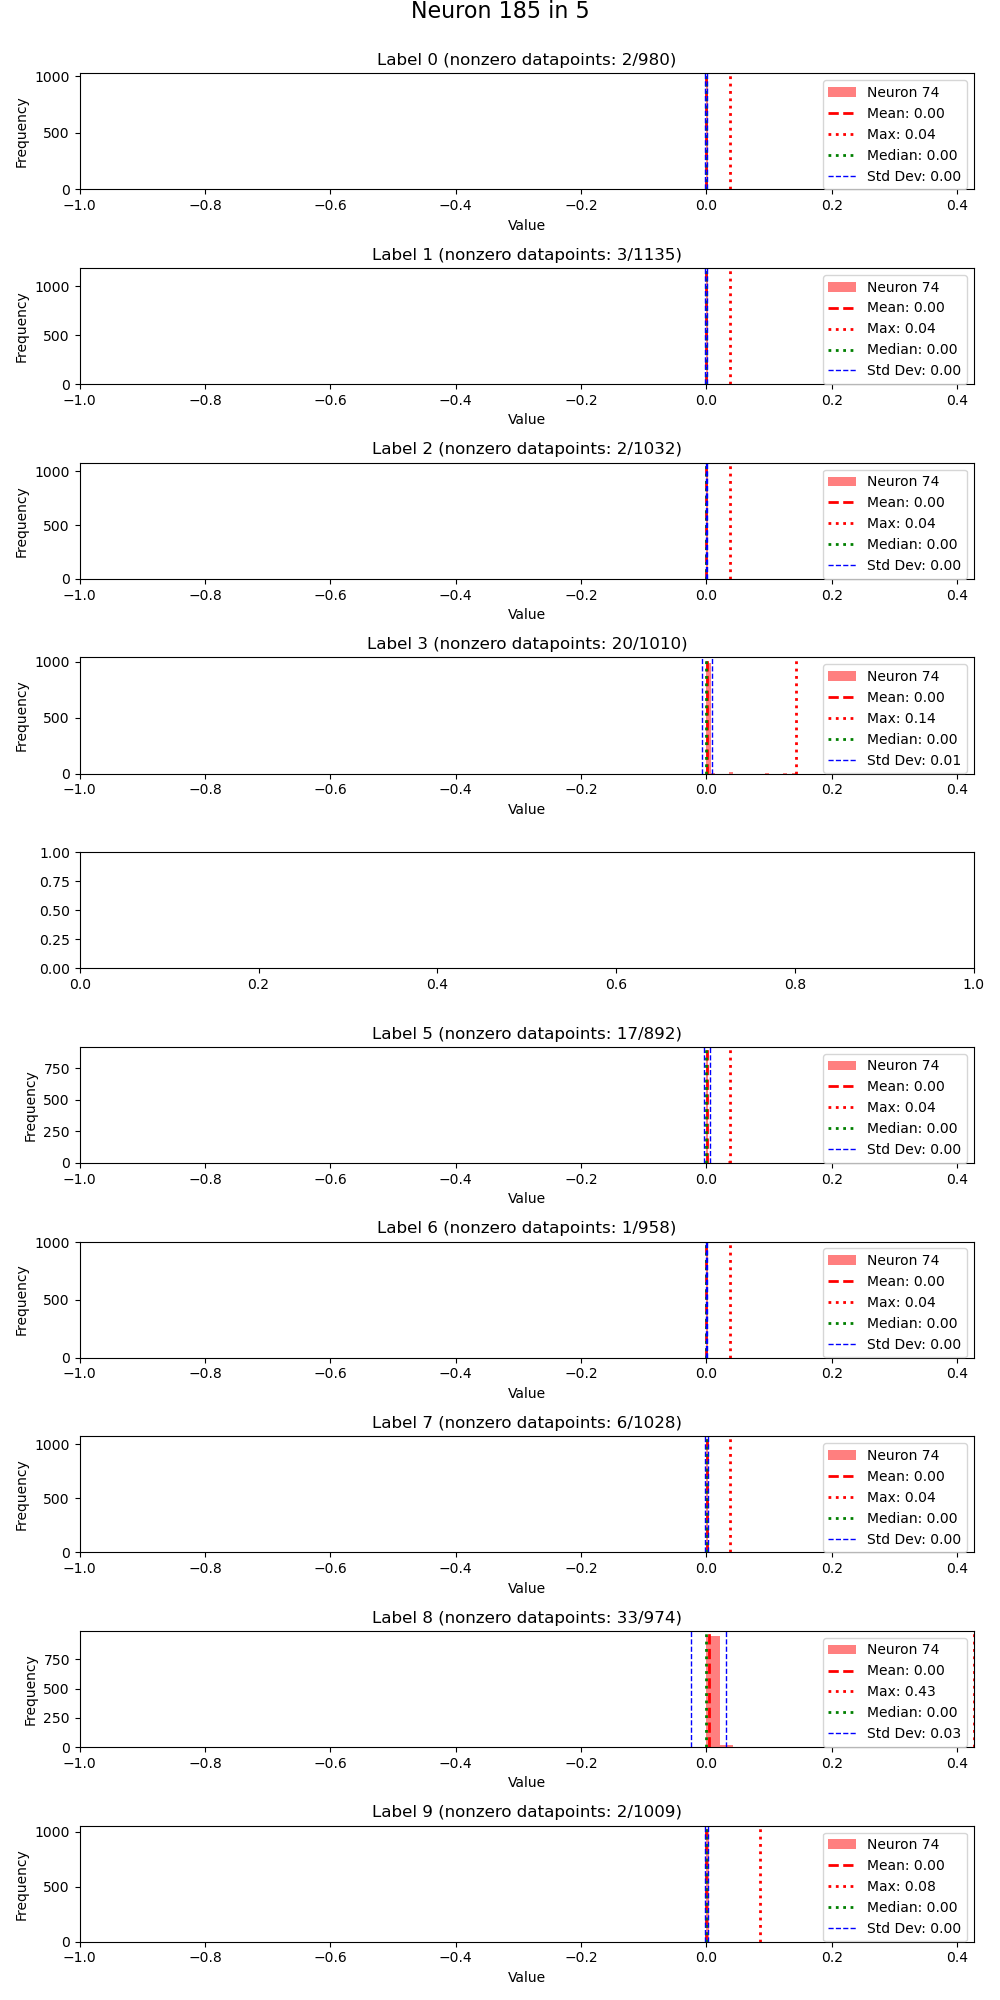 Neuron 185 in 5
Label 0 (nonzero datapoints: 2/980)
Frequency
1000
500
0
Neuron 74
Mean: 0.00
Max: 0.04
Median: 0.00
Std Dev: 0.00
−1.0 −0.8 −0.6 −0.4 −0.2 0.0 0.2 0.4
Value
Label 1 (nonzero datapoints: 3/1135)
Frequency
1000
500
0
Neuron 74
Mean: 0.00
Max: 0.04
Median: 0.00
Std Dev: 0.00
−1.0 −0.8 −0.6 −0.4 −0.2 0.0 0.2 0.4
Value
Label 2 (nonzero datapoints: 2/1032)
Frequency
1000
500
0
Neuron 74
Mean: 0.00
Max: 0.04
Median: 0.00
Std Dev: 0.00
−1.0 −0.8 −0.6 −0.4 −0.2 0.0 0.2 0.4
Value
Label 3 (nonzero datapoints: 20/1010)
Frequency
1000
500
0
Neuron 74
Mean: 0.00
Max: 0.14
Median: 0.00
Std Dev: 0.01
−1.0 −0.8 −0.6 −0.4 −0.2 0.0 0.2 0.4
Value
1.00
0.75
0.50
0.25
0.00
0.0 0.2 0.4 0.6 0.8 1.0
Label 5 (nonzero datapoints: 17/892)
Frequency
750
500
250
0
Neuron 74
Mean: 0.00
Max: 0.04
Median: 0.00
Std Dev: 0.00
−1.0 −0.8 −0.6 −0.4 −0.2 0.0 0.2 0.4
Value
Label 6 (nonzero datapoints: 1/958)
Frequency
1000
500
0
Neuron 74
Mean: 0.00
Max: 0.04
Median: 0.00
Std Dev: 0.00
−1.0 −0.8 −0.6 −0.4 −0.2 0.0 0.2 0.4
Value
Label 7 (nonzero datapoints: 6/1028)
Frequency
1000
500
0
Neuron 74
Mean: 0.00
Max: 0.04
Median: 0.00
Std Dev: 0.00
−1.0 −0.8 −0.6 −0.4 −0.2 0.0 0.2 0.4
Value
Label 8 (nonzero datapoints: 33/974)
Frequency
750
500
250
0
Neuron 74
Mean: 0.00
Max: 0.43
Median: 0.00
Std Dev: 0.03
−1.0 −0.8 −0.6 −0.4 −0.2 0.0 0.2 0.4
Value
Label 9 (nonzero datapoints: 2/1009)
Frequency
1000
500
0
Neuron 74
Mean: 0.00
Max: 0.08
Median: 0.00
Std Dev: 0.00
−1.0 −0.8 −0.6 −0.4 −0.2 0.0 0.2 0.4
Value